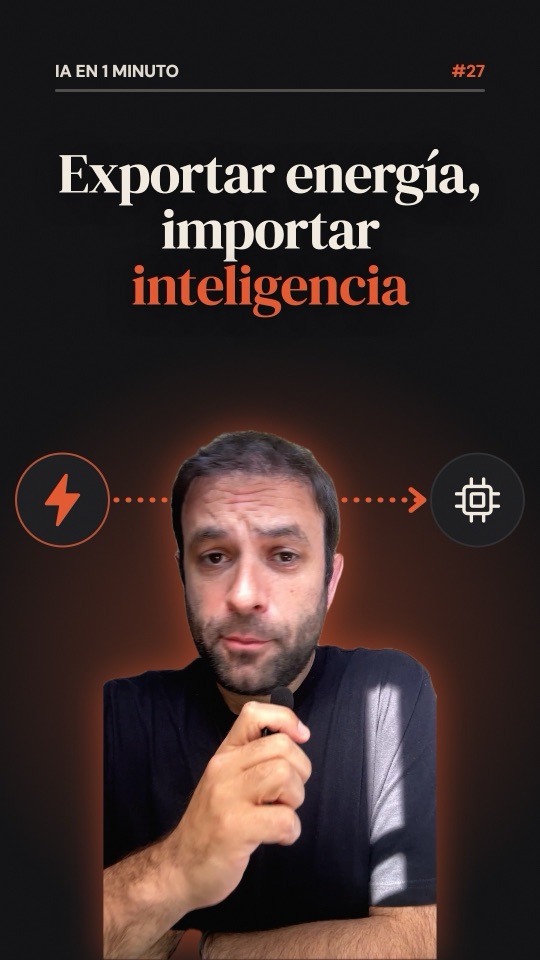 IA EN 1 MINUTO
#27
Exportar energía,
importar
inteligencia